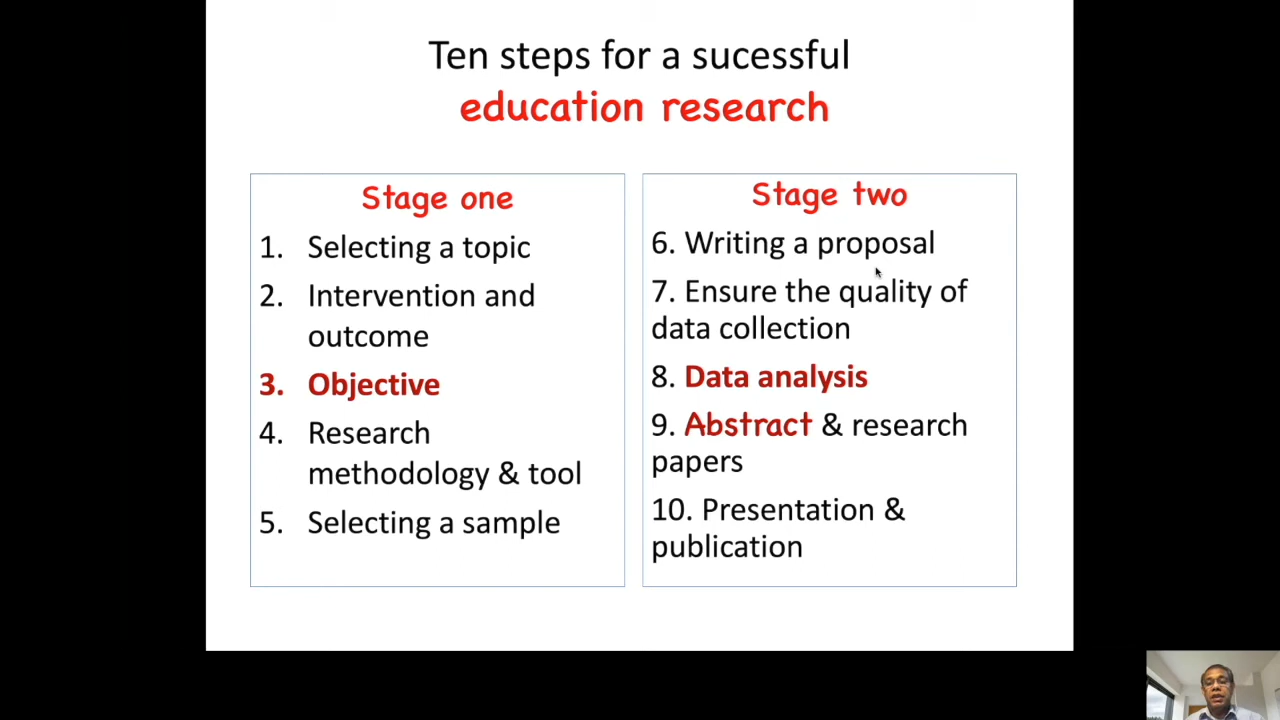 Ten steps for a sucessful
education research
Stage one
1. Selecting a topic
2. Intervention and
outcome
3. Objective
4. Research
methodology & tool
5. Selecting a sample
Stage two
6. Writing a proposal
7. Ensure the quality of
data collection
8. Data analysis
9. Abstract & research
papers
10. Presentation &
publication